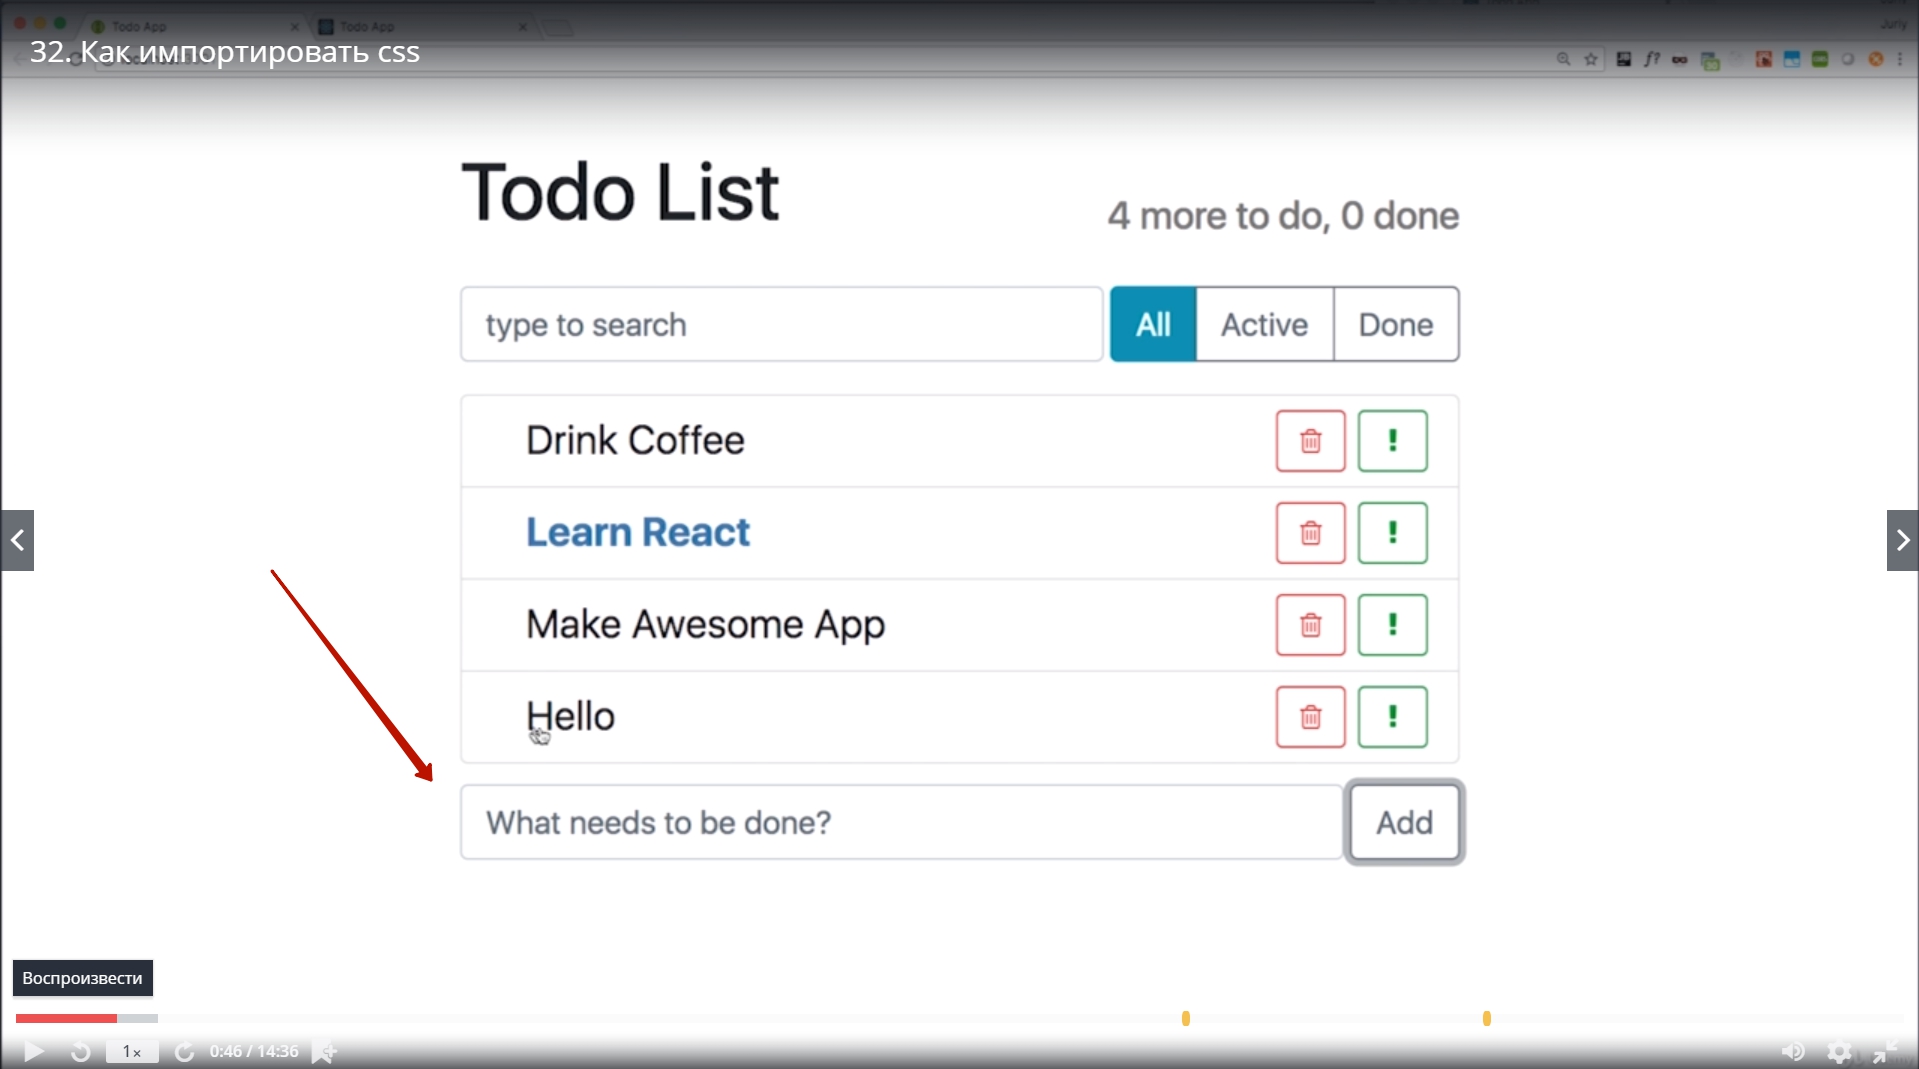 Todo App
Todo App
Jury
32. Как импортировать css
f?
Todo List
4 more to do, 0 done
type to search
All
Active
Done
Drink Coffee
!
Learn React
!
Make Awesome App
!
Hello
!
What needs to be done?
Add
Воспроизвести
1x
0:46 / 14:36